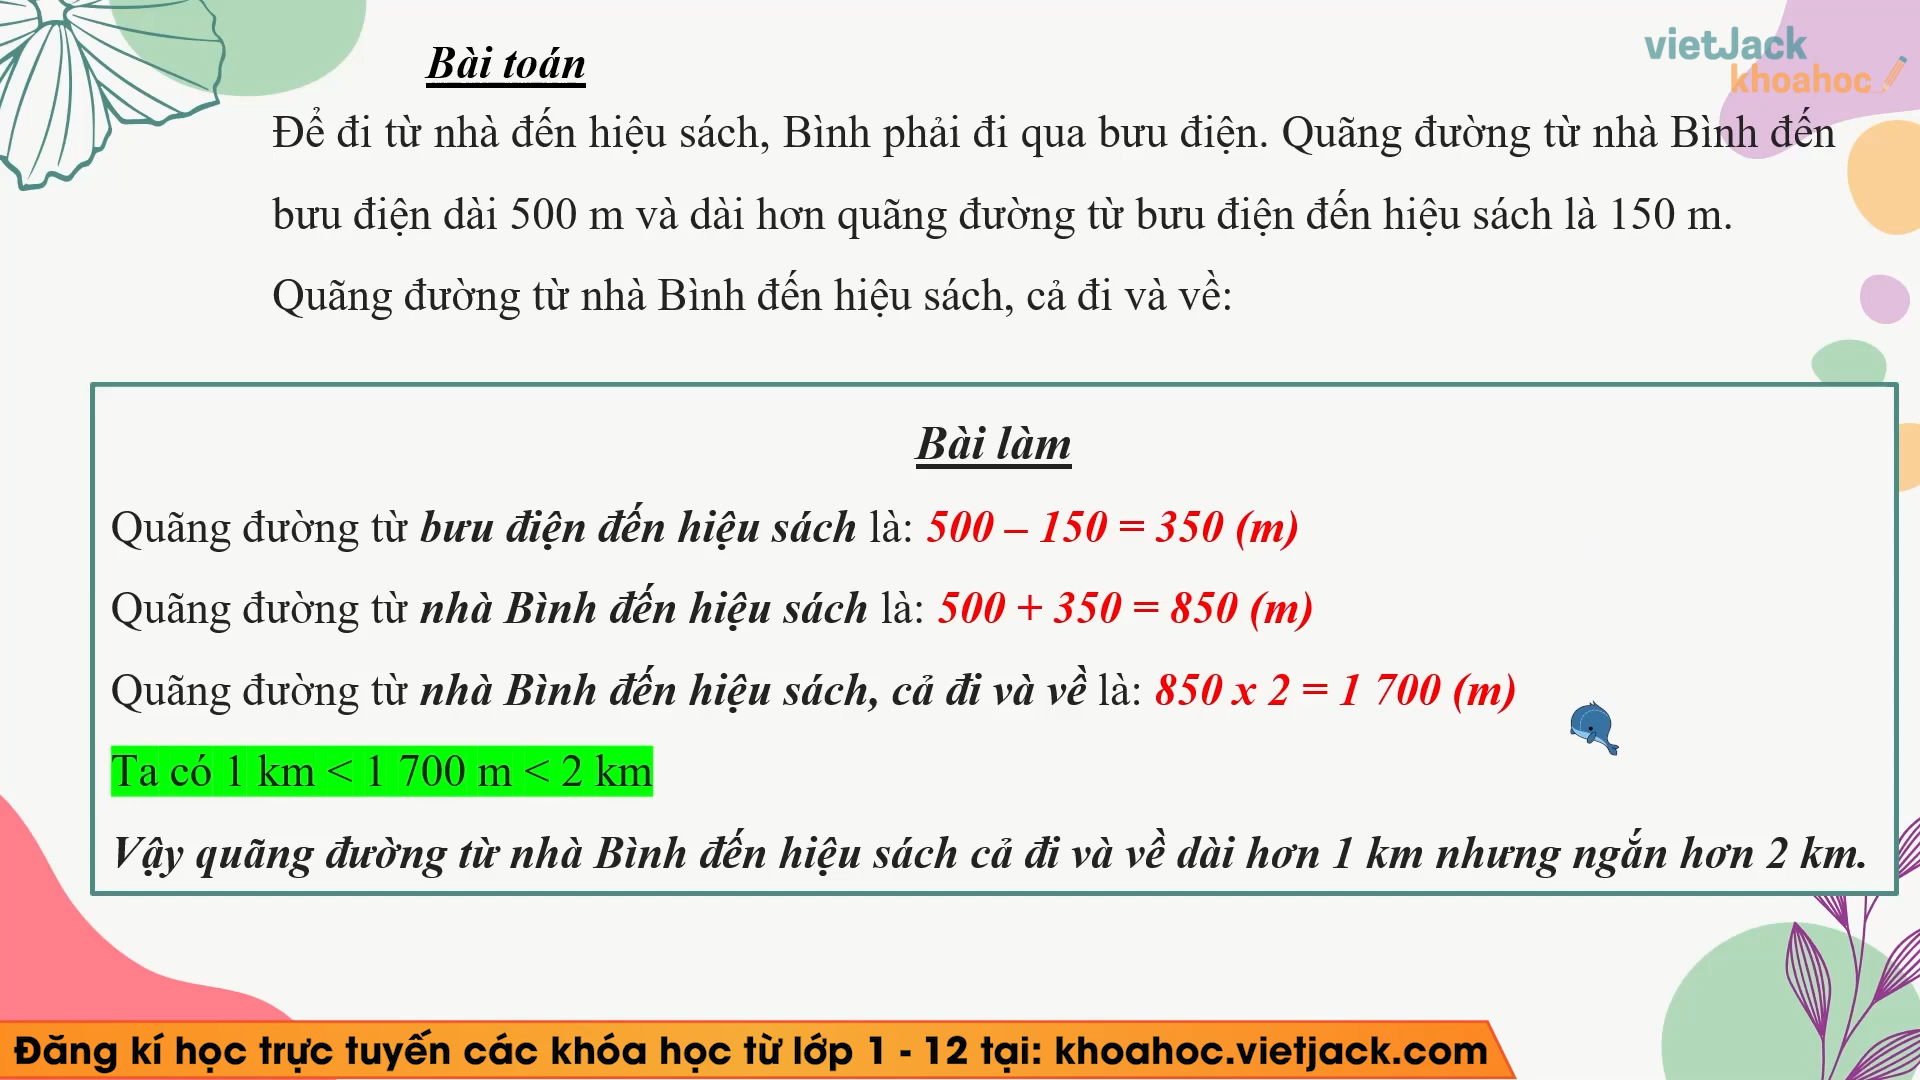 vietJack
khoahoc
Bài toán
Để đi từ nhà đến hiệu sách, Bình phải đi qua bưu điện. Quãng đường từ nhà Bình đến
bưu điện dài 500 m và dài hơn quãng đường từ bưu điện đến hiệu sách là 150 m.
Quãng đường từ nhà Bình đến hiệu sách, cả đi và về:
Bài làm
Quãng đường từ bưu điện đến hiệu sách là: 500 – 150 = 350 (m)
Quãng đường từ nhà Bình đến hiệu sách là: 500 + 350 = 850 (m)
Quãng đường từ nhà Bình đến hiệu sách, cả đi và về là: 850 x 2 = 1 700 (m)
Ta có 1 km < 1 700 m < 2 km
Vậy quãng đường từ nhà Bình đến hiệu sách cả đi và về dài hơn 1 km nhưng ngắn hơn 2 km.
Đăng kí học trực tuyến các khóa học từ lớp 1 - 12 tại: khoahoc.vietjack.com